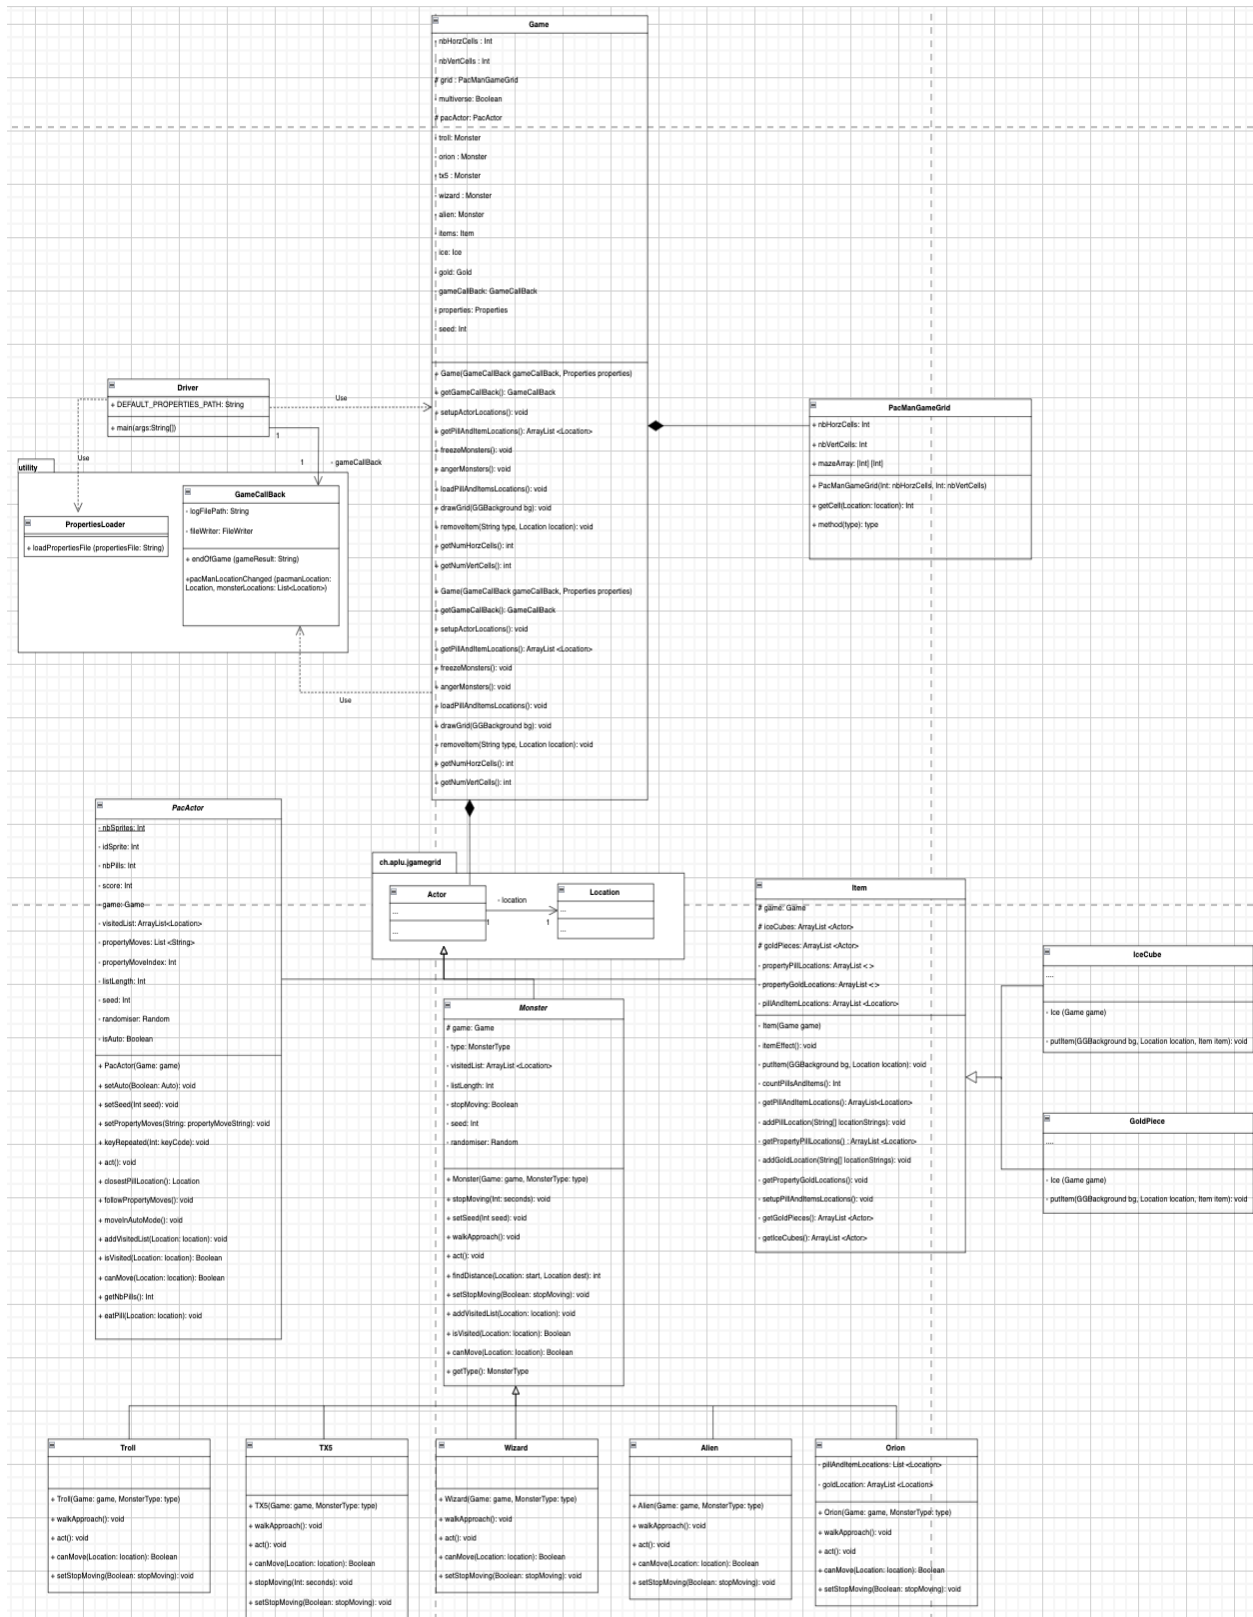 Game
- nbHorzCells : Int
- nbVertCells : Int
# grid : PacManGameGrid
- multiverse: Boolean
# pacActor: PacActor
- troll: Monster
- orion : Monster
- tx5 : Monster
- wizard : Monster
- alien: Monster
- items: Item
- ice: Ice
- gold: Gold
- gameCallBack: GameCallBack
- properties: Properties
- seed: Int
+ Game(GameCallBack gameCallBack, Properties properties)
+ getGameCallBack(): GameCallBack
+ setupActorLocations(): void
+ getPillAndItemLocations(): ArrayList <Location>
+ freezeMonsters(): void
+ angerMonsters(): void
+ loadPillAndItemsLocations(): void
+ drawGrid(GGBackground bg): void
+ removeItem(String type, Location location): void
+ getNumHorzCells(): int
+ getNumVertCells(): int
+ Game(GameCallBack gameCallBack, Properties properties)
+ getGameCallBack(): GameCallBack
+ setupActorLocations(): void
+ getPillAndItemLocations(): ArrayList <Location>
+ freezeMonsters(): void
+ angerMonsters(): void
+ loadPillAndItemsLocations(): void
+ drawGrid(GGBackground bg): void
+ removeItem(String type, Location location): void
+ getNumHorzCells(): int
+ getNumVertCells(): int
Driver
+ DEFAULT_PROPERTIES_PATH: String
+ main(args:String[])
Use
1
1
- gameCallBack
Use
utility
PropertiesLoader
+ loadPropertiesFile (propertiesFile: String)
GameCallBack
- logFilePath: String
- fileWriter: FileWriter
+ endOfGame (gameResult: String)
+pacManLocationChanged (pacmanLocation:
Location, monsterLocations: List<Location>)
Use
PacManGameGrid
+ nbHorzCells: Int
+ nbVertCells: Int
+ mazeArray: [Int] [Int]
+ PacManGameGrid(Int: nbHorzCells, Int: nbVertCells)
+ getCell(Location: location): Int
+ method(type): type
PacActor
- nbSprites: Int
- idSprite: Int
- nbPills: Int
- score: Int
- game: Game
- visitedList: ArrayList<Location>
- propertyMoves: List <String>
- propertyMoveIndex: Int
- listLength: Int
- seed: Int
- randomiser: Random
- isAuto: Boolean
+ PacActor(Game: game)
+ setAuto(Boolean: Auto): void
+ setSeed(Int seed): void
+ setPropertyMoves(String: propertyMoveString): void
+ keyRepeated(Int: keyCode): void
+ act(): void
+ closestPillLocation(): Location
+ followPropertyMoves(): void
+ moveInAutoMode(): void
+ addVisitedList(Location: location): void
+ isVisited(Location: location): Boolean
+ canMove(Location: location): Boolean
+ getNbPills(): Int
+ eatPill(Location: location): void
ch.aplu.jgamegrid
Actor
...
...
- location
1
1
Location
...
...
Monster
# game: Game
- type: MonsterType
- visitedList: ArrayList <Location>
- listLength: Int
- stopMoving: Boolean
- seed: Int
- randomiser: Random
+ Monster(Game: game, MonsterType: type)
+ stopMoving(Int: seconds): void
+ setSeed(Int seed): void
+ walkApproach(): void
+ act(): void
+ findDistance(Location: start, Location dest): int
+ setStopMoving(Boolean: stopMoving): void
+ addVisitedList(Location: location): void
+ isVisited(Location: location): Boolean
+ canMove(Location: location): Boolean
+ getType(): MonsterType
Item
# game: Game
# iceCubes: ArrayList <Actor>
# goldPieces: ArrayList <Actor>
- propertyPillLocations: ArrayList < >
- propertyGoldLocations: ArrayList < >
- pillAndItemLocations: ArrayList <Location>
- Item(Game game)
- itemEffect(): void
- putItem(GGBackground bg, Location location): void
- countPillsAndItems(): Int
- getPillAndItemLocations(): ArrayList<Location>
- addPillLocation(String[] locationStrings): void
- getPropertyPillLocations() : ArrayList <Location>
- addGoldLocation(String[] locationStrings): void
- getPropertyGoldLocations(): void
- setupPillAndItemsLocations(): void
- getGoldPieces(): ArrayList <Actor>
- getIceCubes(): ArrayList <Actor>
IceCube
....
- Ice (Game game)
- putItem(GGBackground bg, Location location, Item item): void
GoldPiece
....
- Ice (Game game)
- putItem(GGBackground bg, Location location, Item item): void
Troll
+ Troll(Game: game, MonsterType: type)
+ walkApproach(): void
+ act(): void
+ canMove(Location: location): Boolean
+ setStopMoving(Boolean: stopMoving): void
TX5
+ TX5(Game: game, MonsterType: type)
+ walkApproach(): void
+ act(): void
+ canMove(Location: location): Boolean
+ stopMoving(Int: seconds): void
+ setStopMoving(Boolean: stopMoving): void
Wizard
+ Wizard(Game: game, MonsterType: type)
+ walkApproach(): void
+ act(): void
+ canMove(Location: location): Boolean
+ setStopMoving(Boolean: stopMoving): void
Alien
+ Alien(Game: game, MonsterType: type)
+ walkApproach(): void
+ act(): void
+ canMove(Location: location): Boolean
+ setStopMoving(Boolean: stopMoving): void
Orion
- pillAndItemLocations: List <Location>
- goldLocation: ArrayList <Location>
+ Orion(Game: game, MonsterType: type)
+ walkApproach(): void
+ act(): void
+ canMove(Location: location): Boolean
+ setStopMoving(Boolean: stopMoving): void